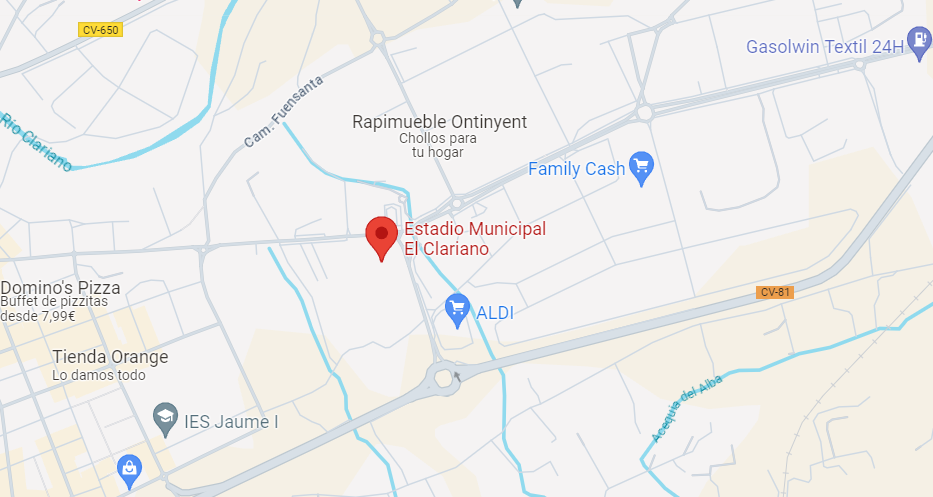 CV-650
Gasolwin Textil 24H
Cam. Fuensanta
Río Clariano
Rapimueble Ontinyent
Chollos para
tu hogar
Family Cash
Estadio Municipal
El Clariano
Domino's Pizza
Buffet de pizzitas
desde 7,99€
CV-81
ALDI
Tienda Orange
Lo damos todo
Acequia del Alba
IES Jaume I